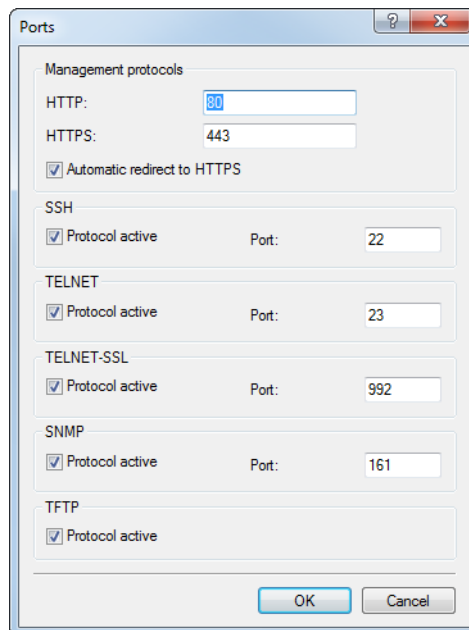 Ports
?
Management protocols
HTTP: 80
HTTPS: 443
Automatic redirect to HTTPS
SSH
Protocol active Port: 22
TELNET
Protocol active Port: 23
TELNET-SSL
Protocol active Port: 992
SNMP
Protocol active Port: 161
TFTP
Protocol active
OK Cancel